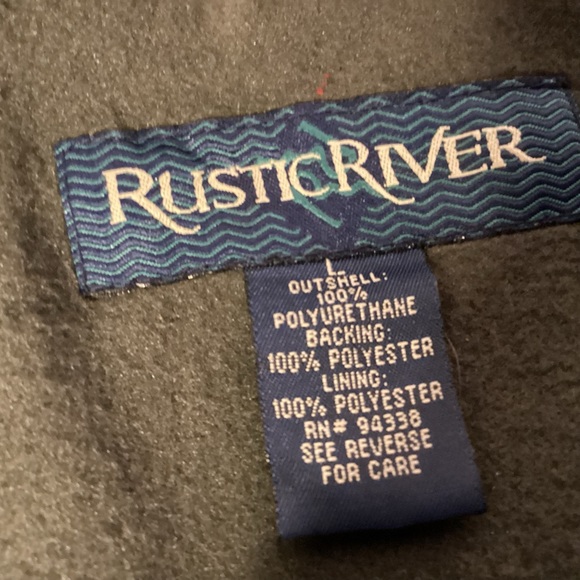 RUSTIC RIVER
L
OUTSHELL:
100%
POLYURETHANE
BACKING:
100% POLYESTER
LINING:
100% POLYESTER
RN# 94338
SEE REVERSE
FOR CARE